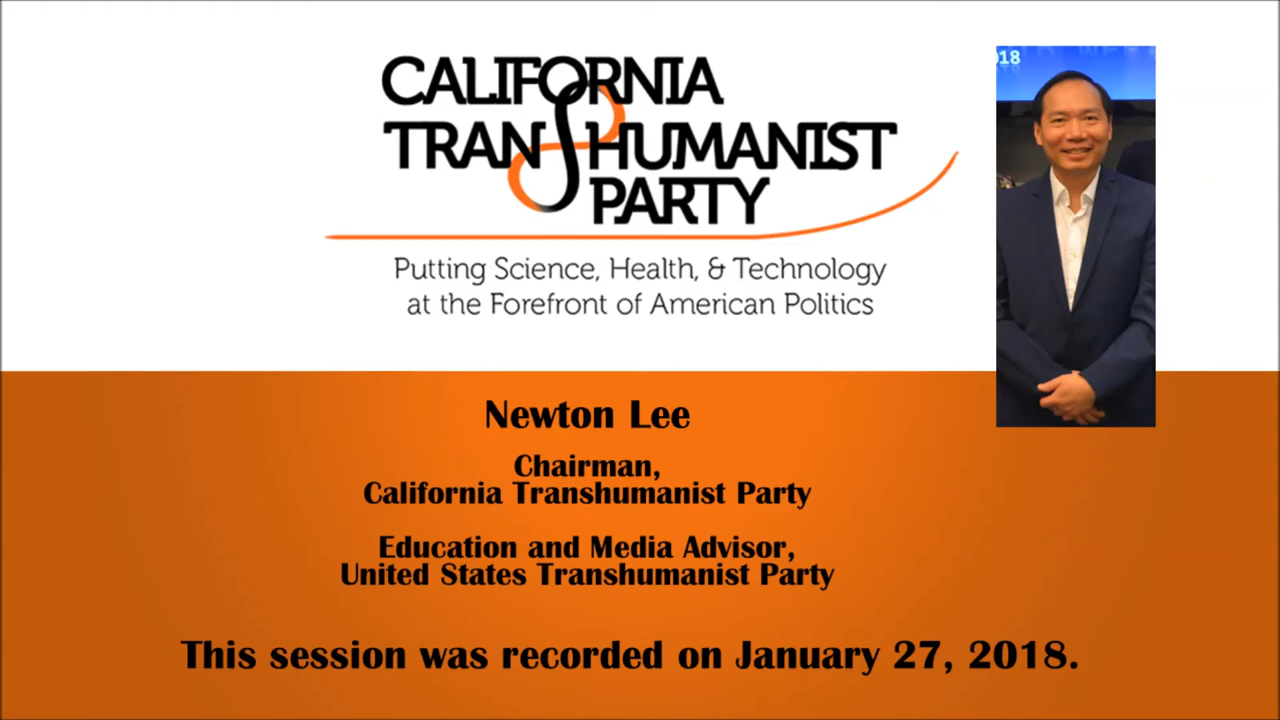 CALIFORNIA
TRANSHUMANIST
PARTY
Putting Science, Health, & Technology
at the Forefront of American Politics
18
Newton Lee
Chairman,
California Transhumanist Party
Education and Media Advisor,
United States Transhumanist Party
This session was recorded on January 27, 2018.